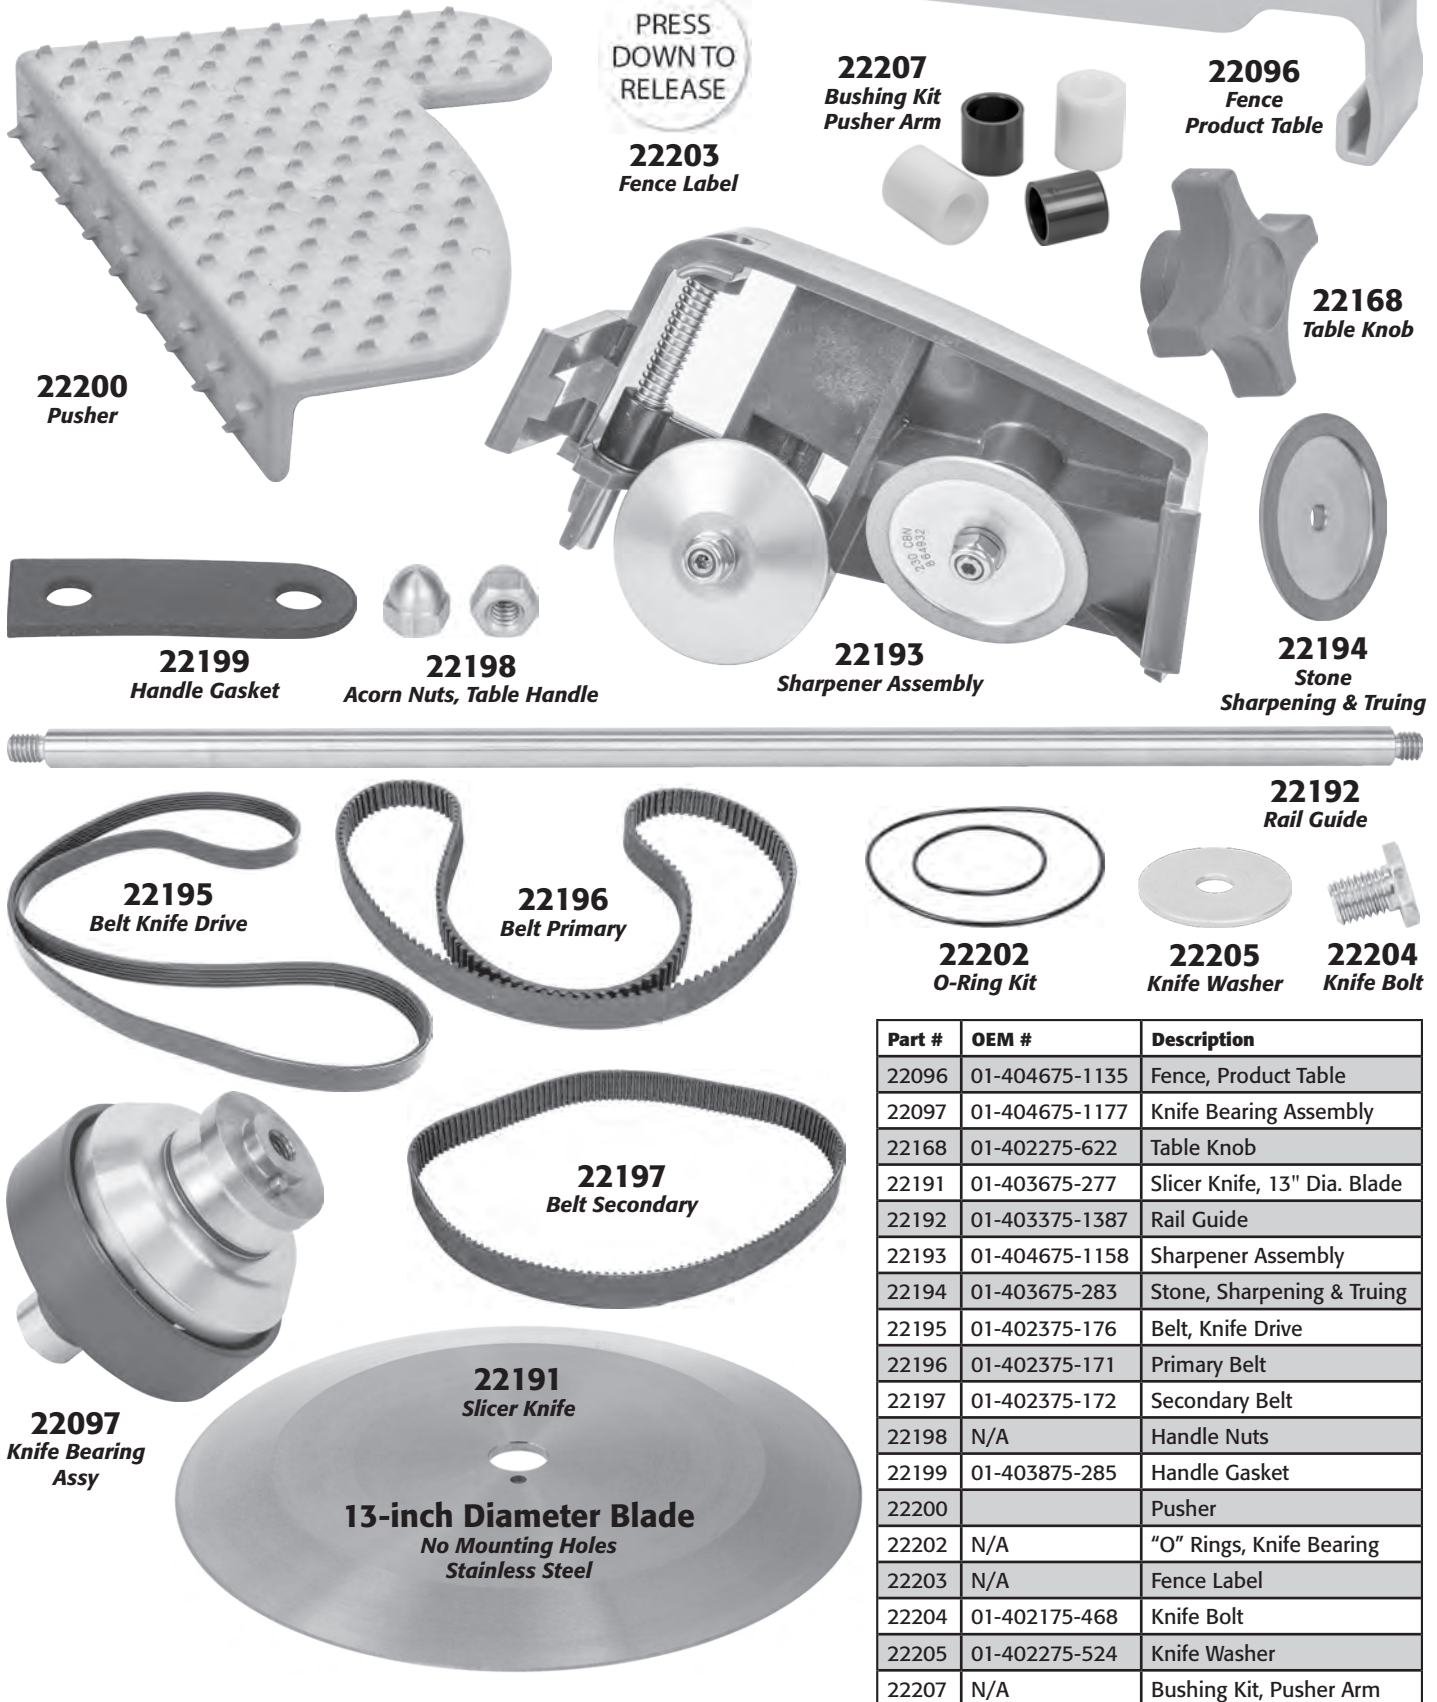 PRESS
DOWN TO
RELEASE
22203
Fence Label
22207
Bushing Kit
Pusher Arm
22096
Fence
Product Table
22168
Table Knob
22200
Pusher
230 CBN
B 64932
22199
Handle Gasket
22198
Acorn Nuts, Table Handle
22193
Sharpener Assembly
22194
Stone
Sharpening & Truing
22192
Rail Guide
22195
Belt Knife Drive
22196
Belt Primary
22202
O-Ring Kit
22205
Knife Washer
22204
Knife Bolt
22197
Belt Secondary
22097
Knife Bearing
Assy
22191
Slicer Knife
13-inch Diameter Blade
No Mounting Holes
Stainless Steel
Part # OEM # Description
22096 01-404675-1135 Fence, Product Table
22097 01-404675-1177 Knife Bearing Assembly
22168 01-402275-622 Table Knob
22191 01-403675-277 Slicer Knife, 13" Dia. Blade
22192 01-403375-1387 Rail Guide
22193 01-404675-1158 Sharpener Assembly
22194 01-403675-283 Stone, Sharpening & Truing
22195 01-402375-176 Belt, Knife Drive
22196 01-402375-171 Primary Belt
22197 01-402375-172 Secondary Belt
22198 N/A Handle Nuts
22199 01-403875-285 Handle Gasket
22200 Pusher
22202 N/A “O” Rings, Knife Bearing
22203 N/A Fence Label
22204 01-402175-468 Knife Bolt
22205 01-402275-524 Knife Washer
22207 N/A Bushing Kit, Pusher Arm